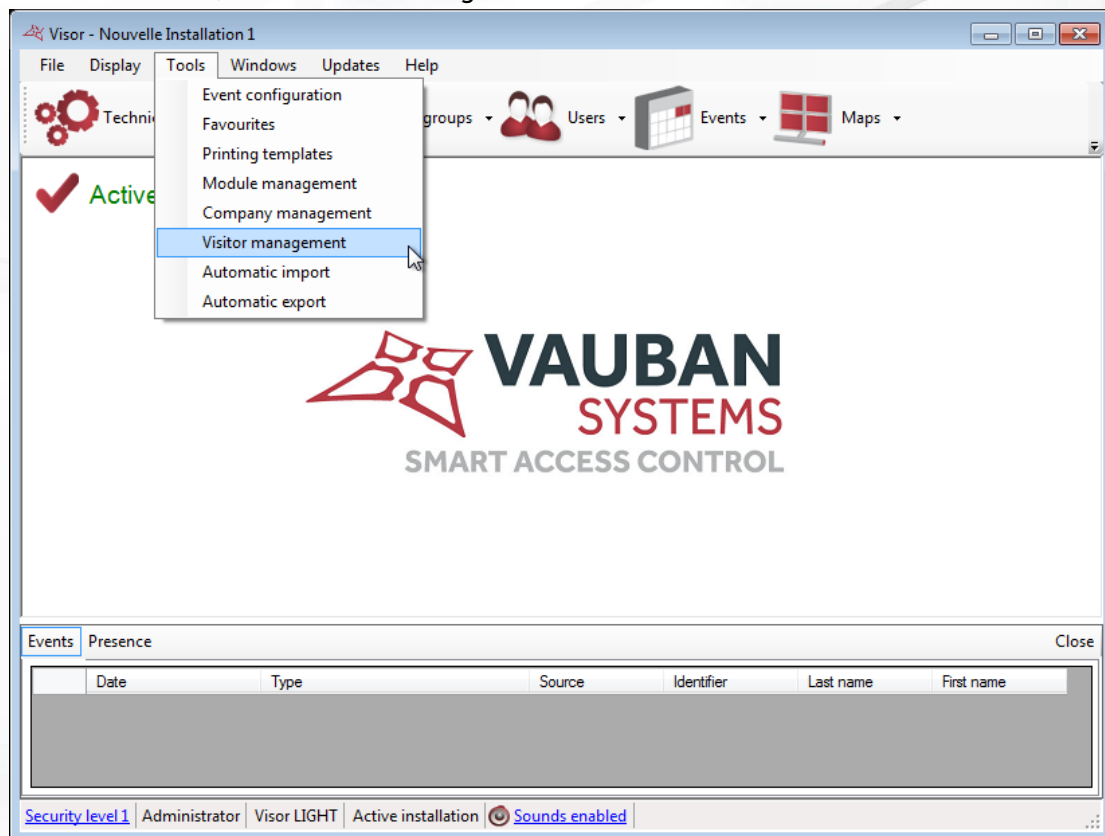 Visor - Nouvelle Installation 1
File Display Tools Windows Updates Help
Event configuration
Favourites
Printing templates
Module management
Company management
Visitor management
Automatic import
Automatic export
Techni groups Users Events Maps
Active
VAUBAN
SYSTEMS
SMART ACCESS CONTROL
Events Presence Close
Date Type Source Identifier Last name First name
Security level 1 Administrator Visor LIGHT Active installation Sounds enabled